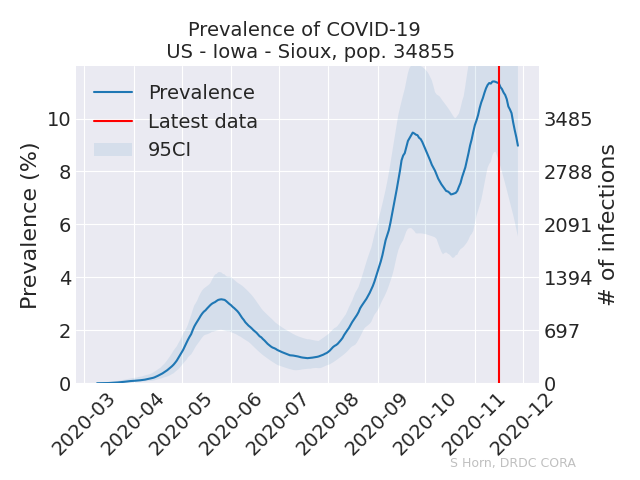 Prevalence of COVID-19
US - Iowa - Sioux, pop. 34855
Prevalence
Latest data
95CI
Prevalence (%)
10
8
6
4
2
0
3485
2788
2091
1394
697
0
# of infections
2020-03
2020-04
2020-05
2020-06
2020-07
2020-08
2020-09
2020-10
2020-11
2020-12
S Horn, DRDC CORA